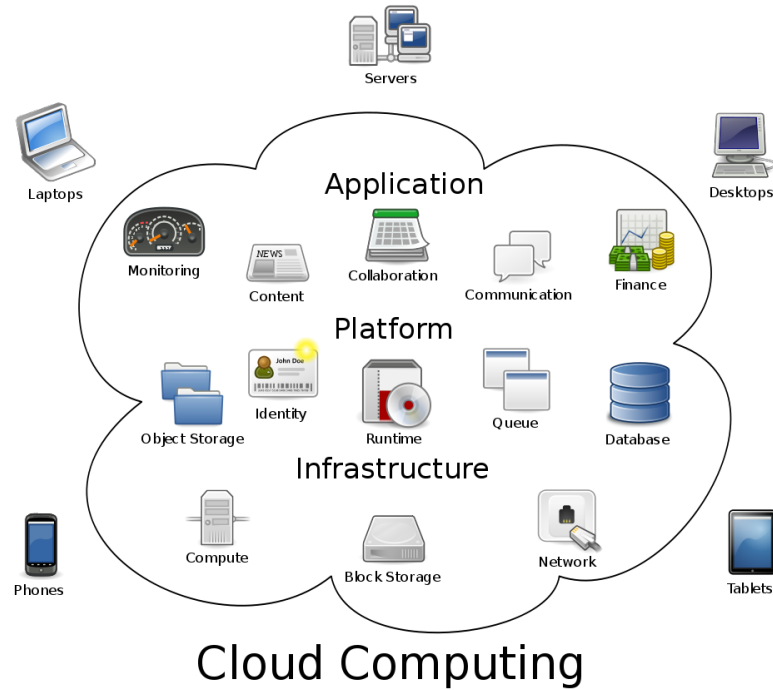 Servers
Laptops
Desktops
Application
Monitoring
NEWS
Content
Collaboration
Communication
Finance
Platform
John Doe
Object Storage
Identity
Runtime
Queue
Database
Infrastructure
Compute
Block Storage
Network
Phones
Tablets
Cloud Computing